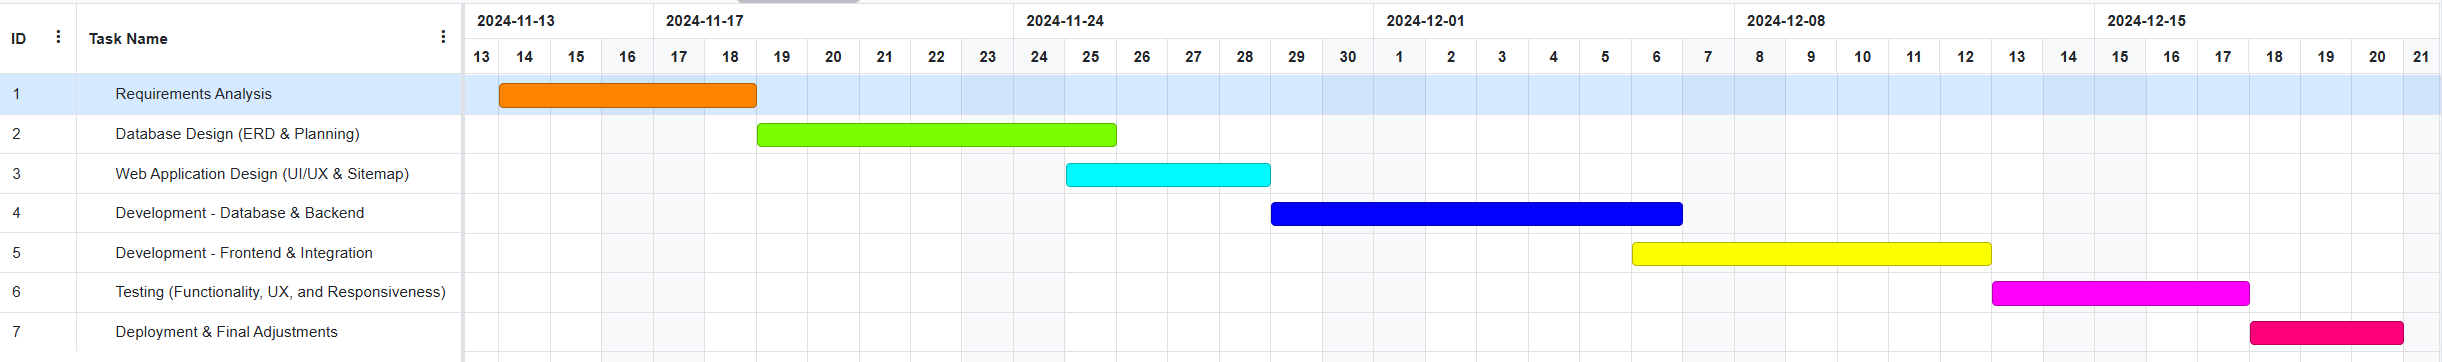 ID Task Name 2024-11-13 2024-11-17 2024-11-24 2024-12-01 2024-12-08 2024-12-15
13 14 15 16 17 18 19 20 21 22 23 24 25 26 27 28 29 30 1 2 3 4 5 6 7 8 9 10 11 12 13 14 15 16 17 18 19 20 21
1 Requirements Analysis
2 Database Design (ERD & Planning)
3 Web Application Design (UI/UX & Sitemap)
4 Development - Database & Backend
5 Development - Frontend & Integration
6 Testing (Functionality, UX, and Responsiveness)
7 Deployment & Final Adjustments